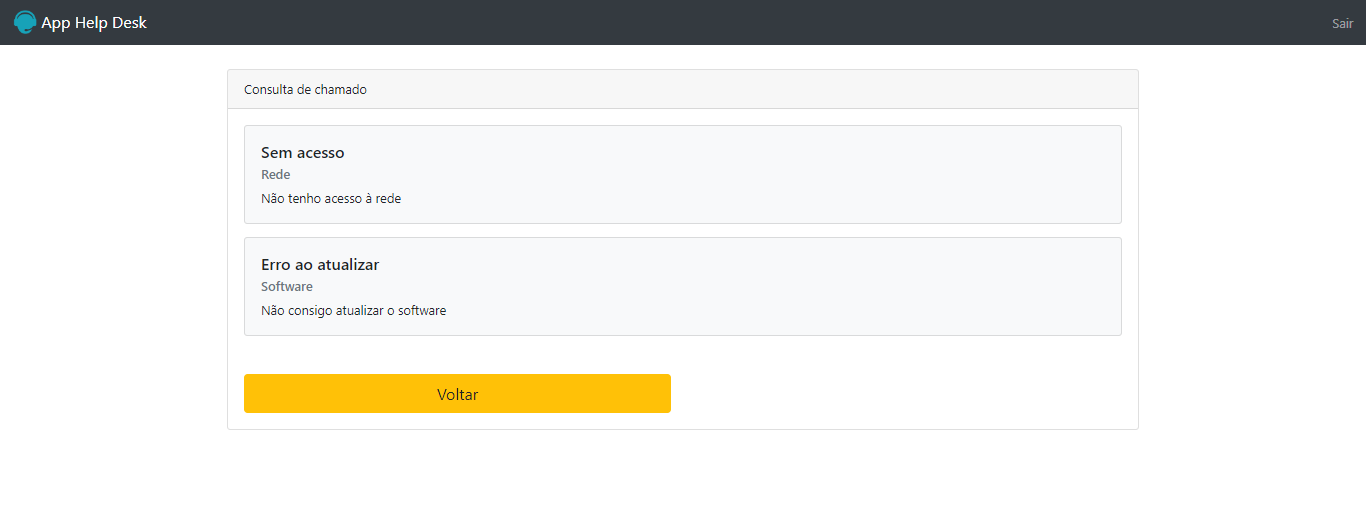 App Help Desk
Sair
Consulta de chamado
Sem acesso
Rede
Não tenho acesso à rede
Erro ao atualizar
Software
Não consigo atualizar o software
Voltar